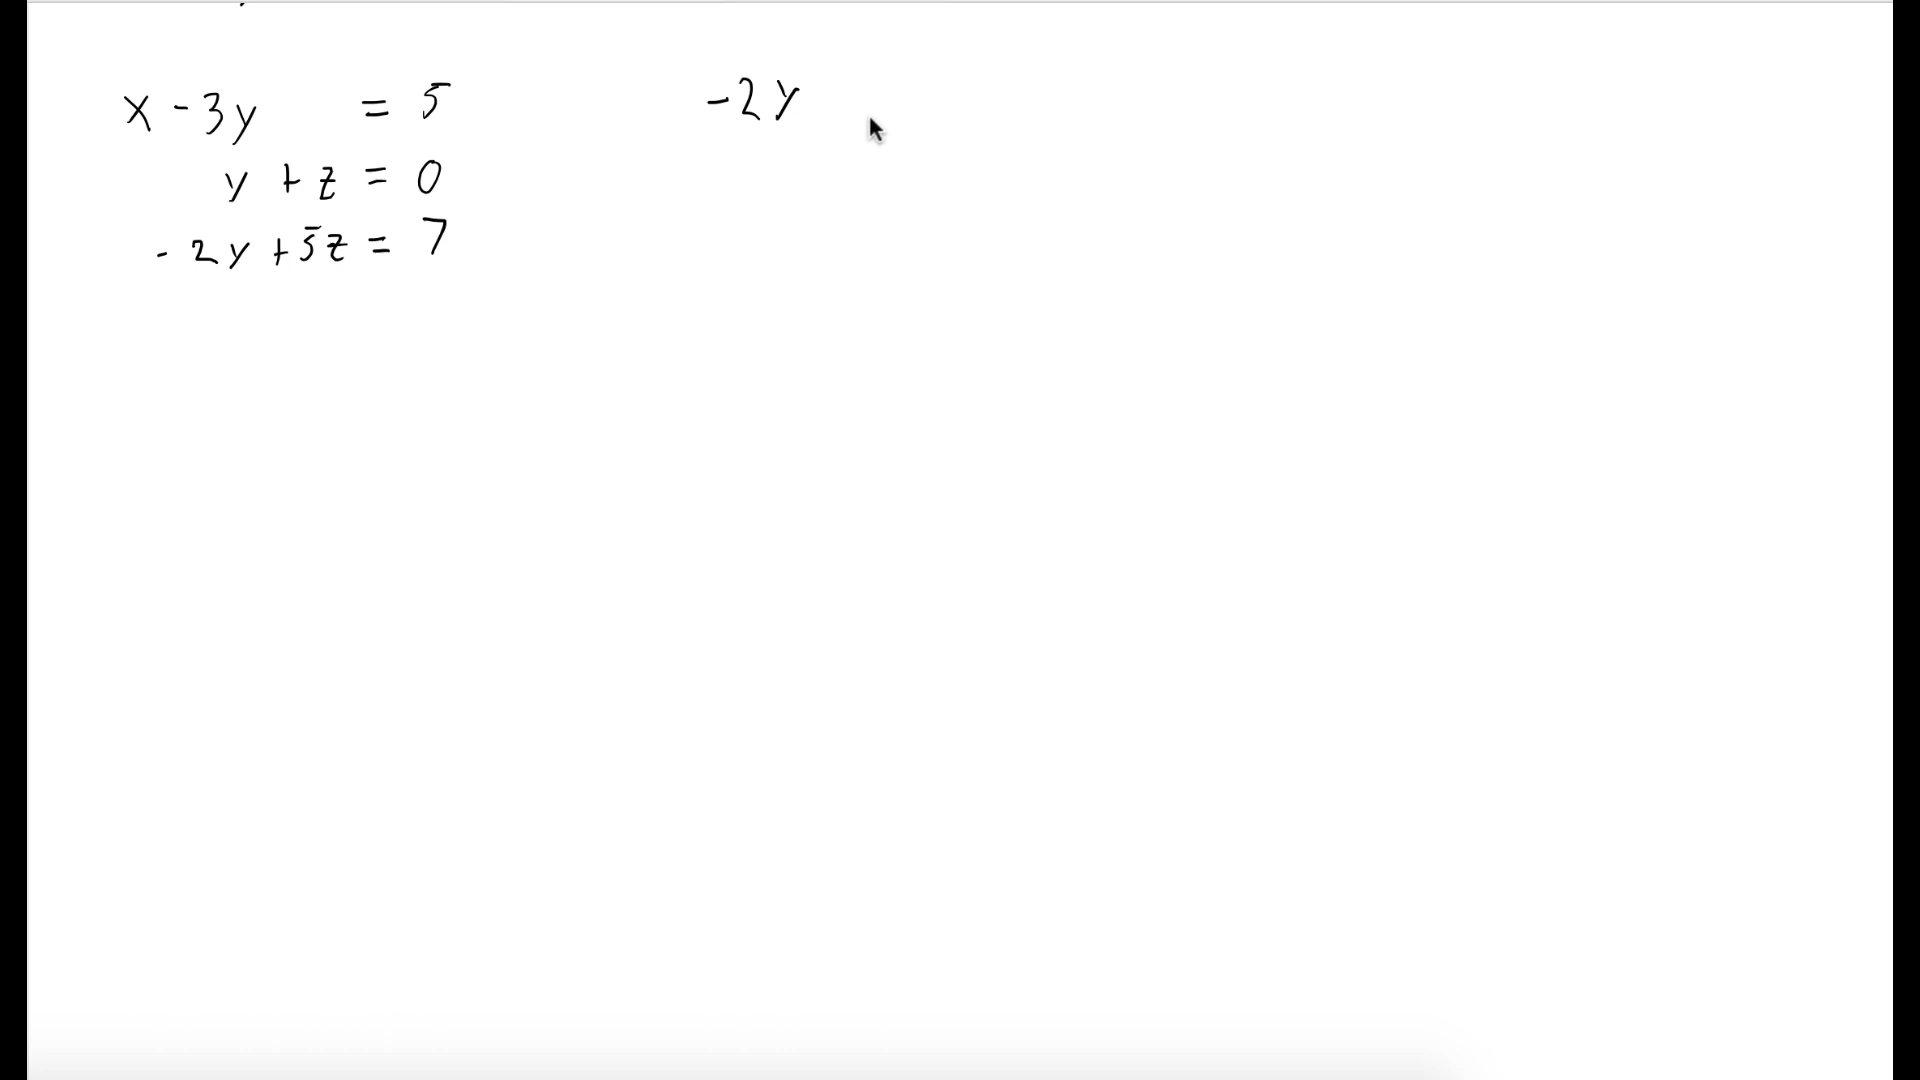 x - 3y = 5
y + z = 0
- 2y + 5z = 7
-2y